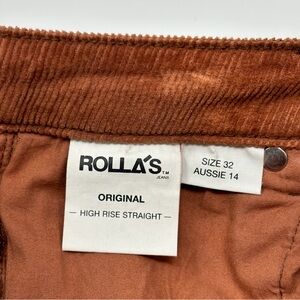 ROLLA'S T.M
JEANS
ORIGINAL
— HIGH RISE STRAIGHT —
SIZE 32
AUSSIE 14